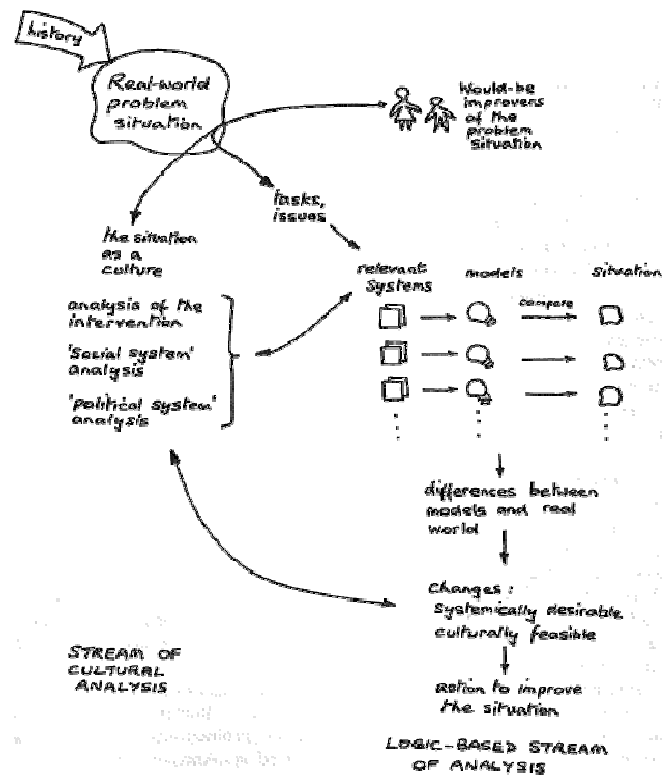 history
Real-world
problem
situation
Would-be
improvers
of the
problem
situation
tasks,
issues
the situation
as a
culture
relevant
systems
models
situation
analysis of the
intervention
'Social system'
analysis
'political system'
analysis
compare
differences between
models and real
world
Changes:
systemically desirable
culturally feasible
action to improve
the situation
STREAM OF
CULTURAL
ANALYSIS
LOGIC-BASED STREAM
OF ANALYSIS